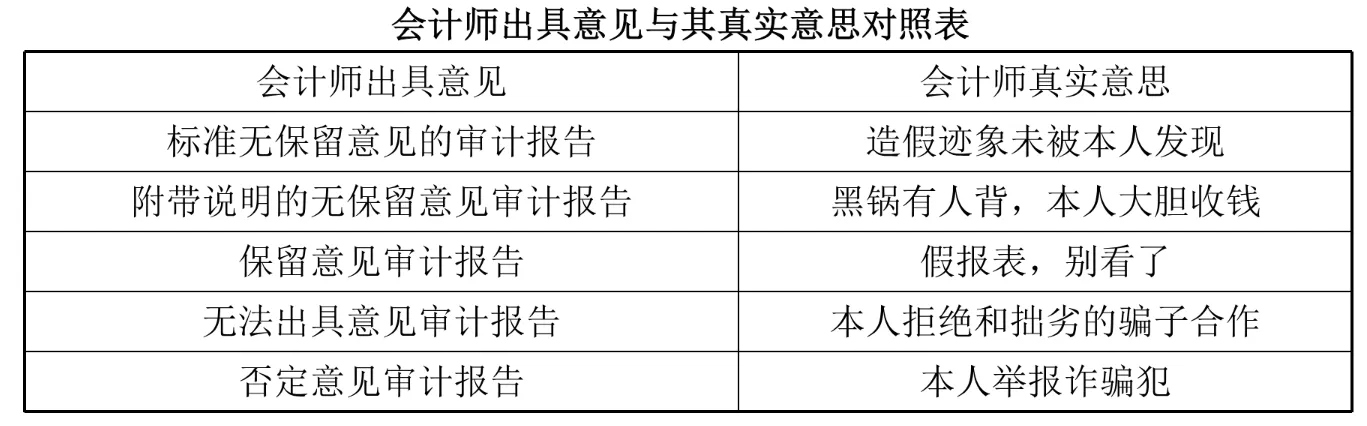 会计师出具意见与其真实意思对照表
会计师出具意见 会计师真实意思
标准无保留意见的审计报告 造假迹象未被本人发现
附带说明的无保留意见审计报告 黑锅有人背，本人大胆收钱
保留意见审计报告 假报表，别看了
无法出具意见审计报告 本人拒绝和拙劣的骗子合作
否定意见审计报告 本人举报诈骗犯